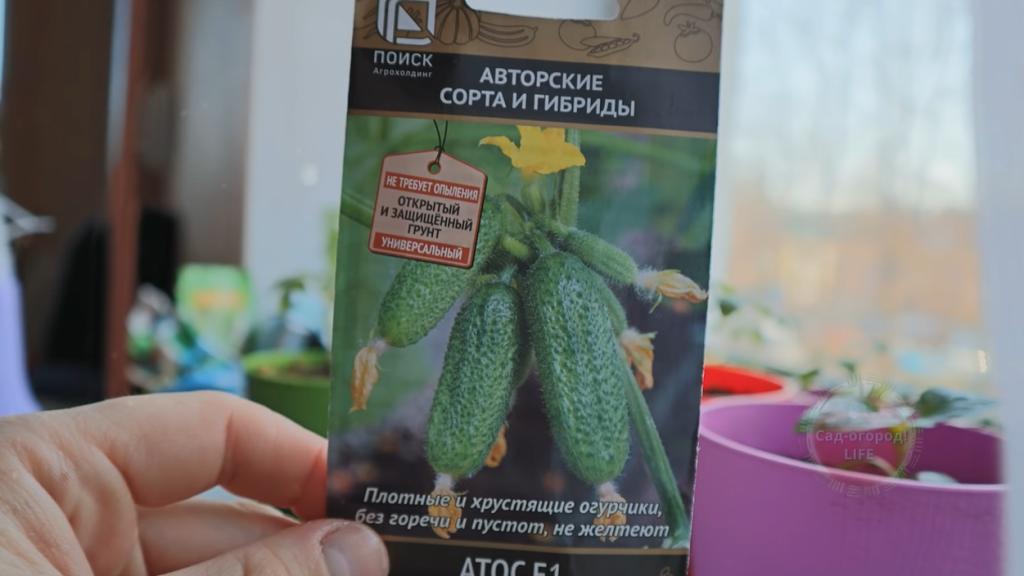 ПОИСК
Агрохолдинг
АВТОРСКИЕ
СОРТА И ГИБРИДЫ
НЕ ТРЕБУЕТ ОПЫЛЕНИЯ
ОТКРЫТЫЙ
И ЗАЩИЩЁННЫЙ
ГРУНТ
УНИВЕРСАЛЬНЫЙ
Плотные и хрустящие огурчики,
без горечи и пустот, не желтеют
АТОС F1
Сад-огород!
LIFE